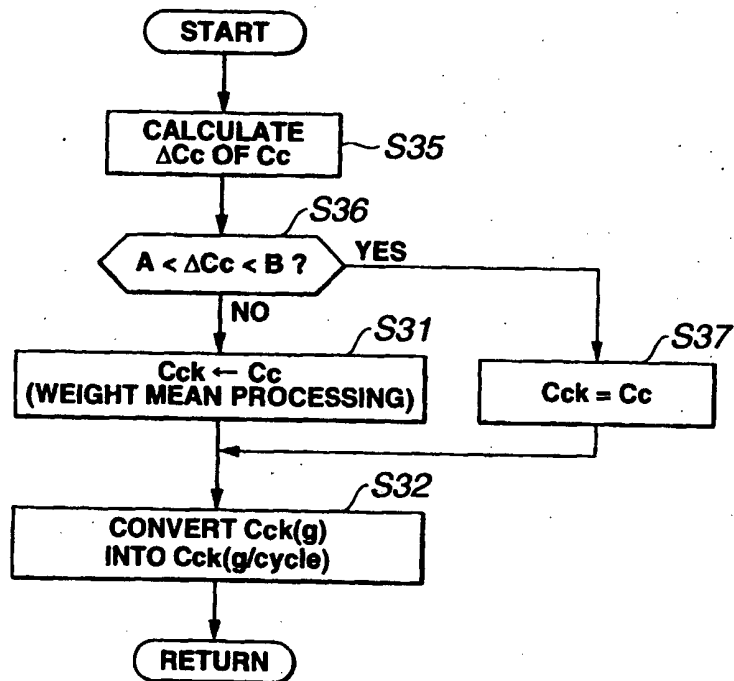 START
CALCULATE
ΔCc OF Cc
S35
S36
A < ΔCc < B ?
YES
NO
S31
Cck ← Cc
(WEIGHT MEAN PROCESSING)
S37
Cck = Cc
S32
CONVERT Cck(g)
INTO Cck(g/cycle)
RETURN